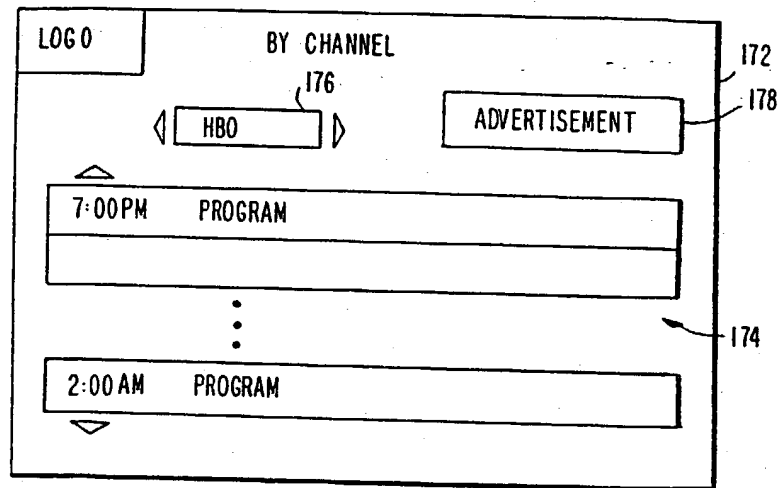 LOGO
BY CHANNEL
172
176
178
HBO
ADVERTISEMENT
7:00PM PROGRAM
174
2:00AM PROGRAM